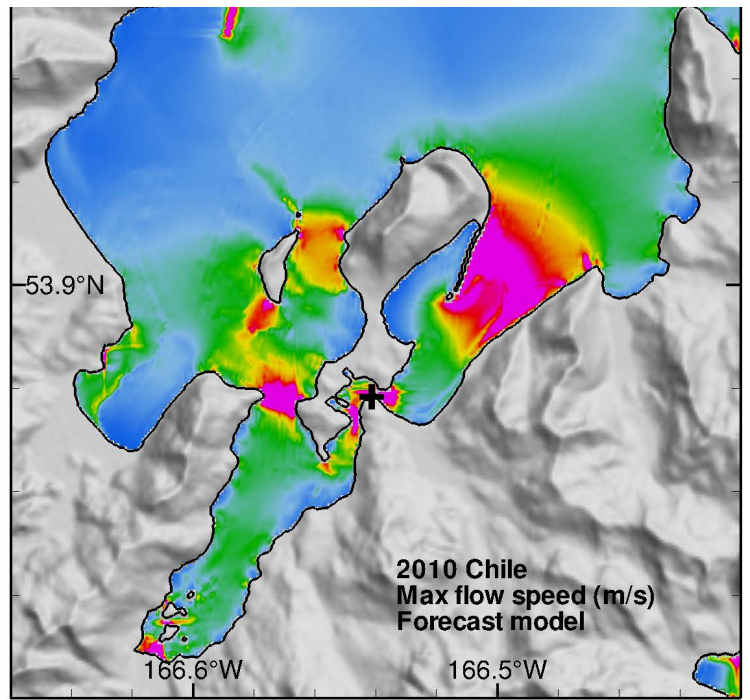 53.9°N
2010 Chile
Max flow speed (m/s)
Forecast model
166.6°W
166.5°W